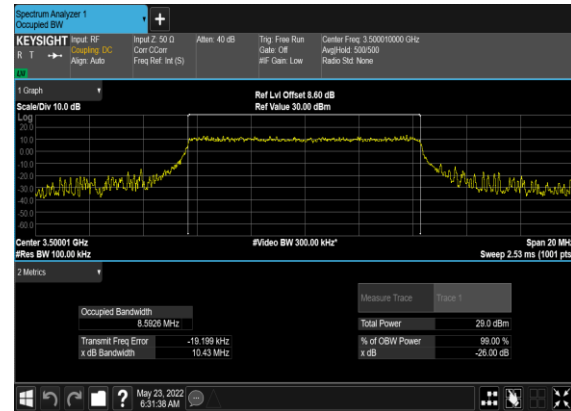 Spectrum Analyzer 1
Occupied BW
+
KEYSIGHT
R T
LXI
Input: RF
Coupling: DC
Align: Auto
Input Z: 50 Ω
Corr CCorr
Freq Ref: Int (S)
Atten: 40 dB
Trig: Free Run
Gate: Off
#IF Gain: Low
Center Freq: 3.500010000 GHz
Avg|Hold: 500/500
Radio Std: None
1 Graph
Scale/Div 10.0 dB
Ref Lvl Offset 8.60 dB
Ref Value 30.00 dBm
Log
20.0
10.0
0.00
-10.0
-20.0
-30.0
-40.0
-50.0
-60.0
Center 3.50001 GHz
#Res BW 100.00 kHz
#Video BW 300.00 kHz*
Span 20 MHz
Sweep 2.53 ms (1001 pts
2 Metrics
Measure Trace Trace 1
Occupied Bandwidth
8.5926 MHz
Total Power 29.0 dBm
Transmit Freq Error -19.199 kHz
% of OBW Power 99.00 %
x dB Bandwidth 10.43 MHz
x dB -26.00 dB
?
May 23, 2022
6:31:38 AM